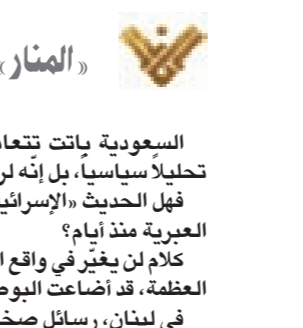 «المنار»
السعودية باتت تتعا
تحليلاً سياسياً، بل إنّه لر
فهل الحديث «الإسرائي
العبرية منذ أيام؟
كلام لن يغيّر في واقع ا
العظمة، قد أضاعت البوص
في لبنان، رسائل صخ